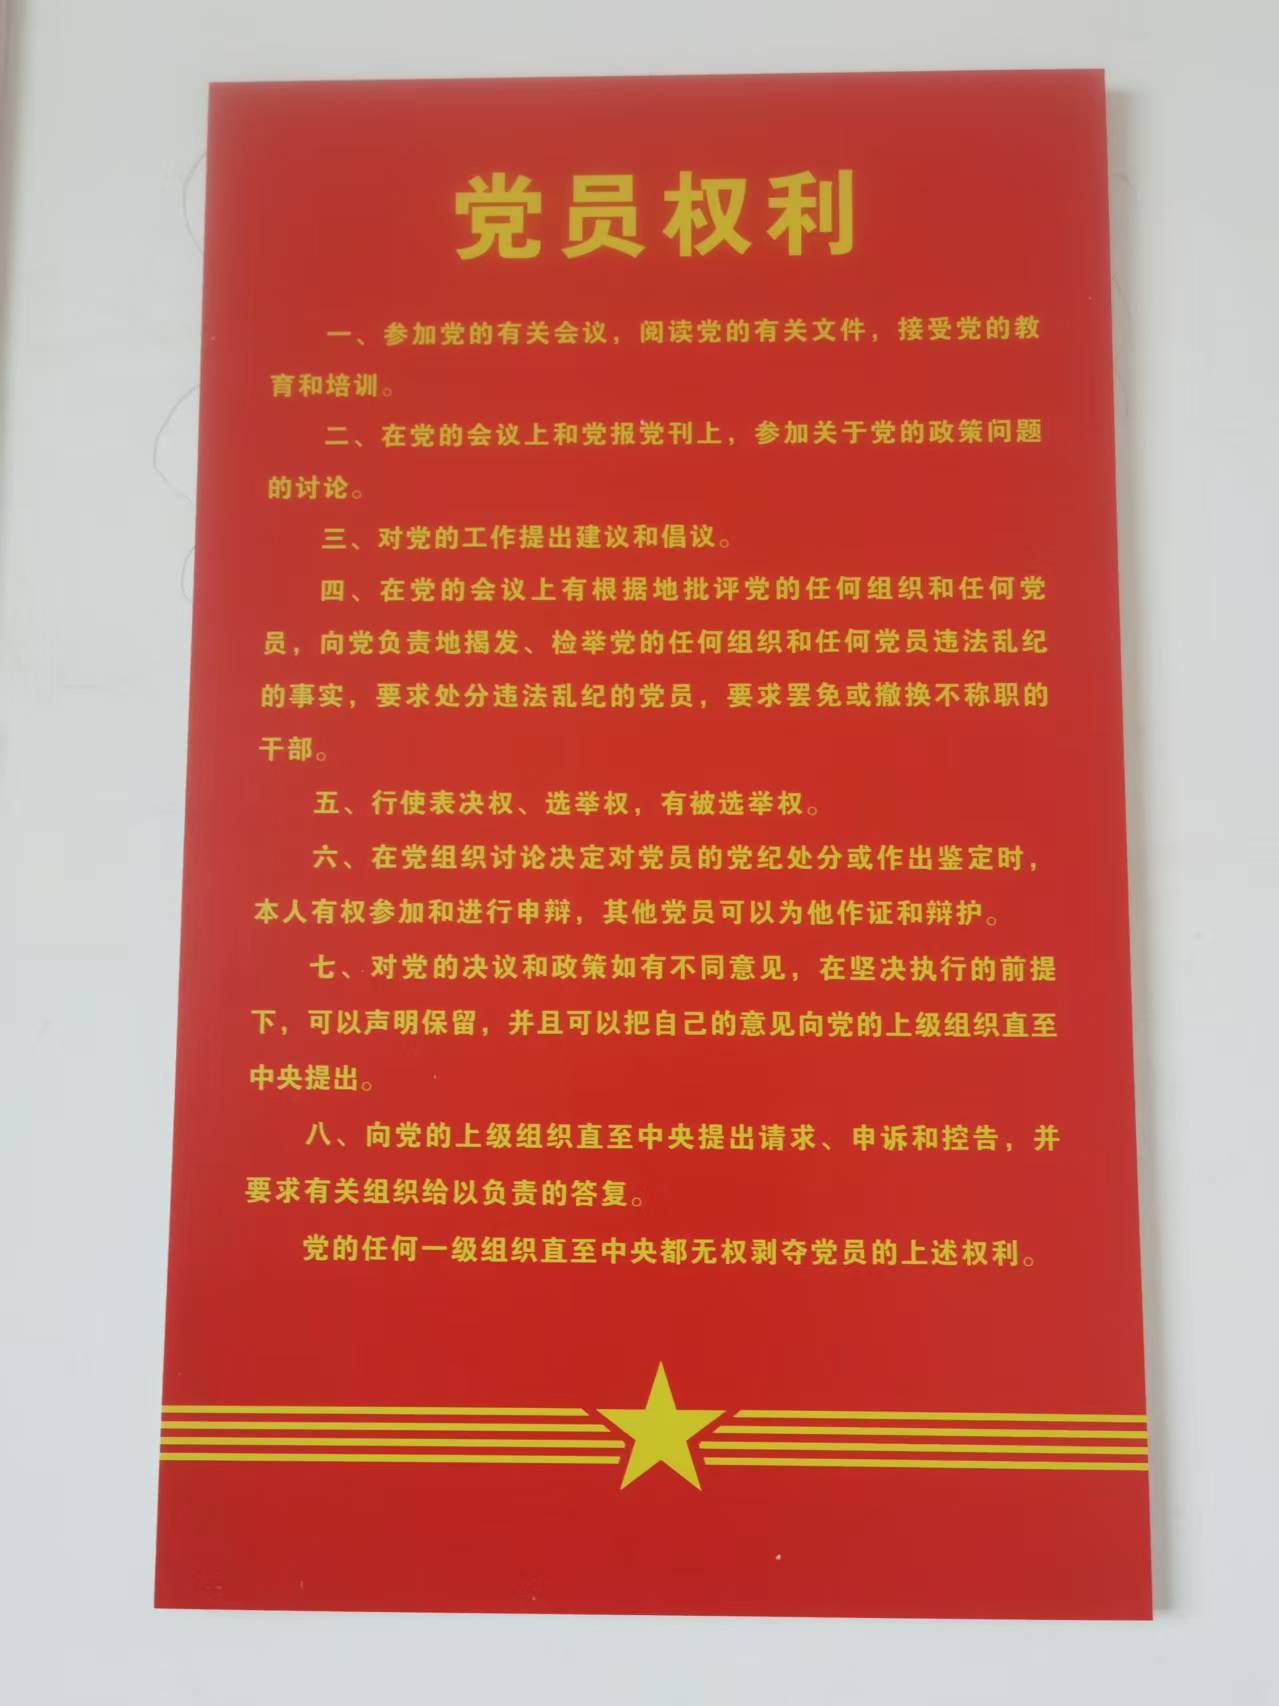 党员权利
一、参加党的有关会议，阅读党的有关文件，接受党的教
育和培训。
二、在党的会议上和党报党刊上，参加关于党的政策问题
的讨论。
三、对党的工作提出建议和倡议。
四、在党的会议上有根据地批评党的任何组织和任何党
员，向党负责地揭发、检举党的任何组织和任何党员违法乱纪
的事实，要求处分违法乱纪的党员，要求罢免或撤换不称职的
干部。
五、行使表决权、选举权，有被选举权。
六、在党组织讨论决定对党员的党纪处分或作出鉴定时，
本人有权参加和进行申辩，其他党员可以为他作证和辩护。
七、对党的决议和政策如有不同意见，在坚决执行的前提
下，可以声明保留，并且可以把自己的意见向党的上级组织直至
中央提出。
八、向党的上级组织直至中央提出请求、申诉和控告，并
要求有关组织给以负责的答复。
党的任何一级组织直至中央都无权剥夺党员的上述权利。